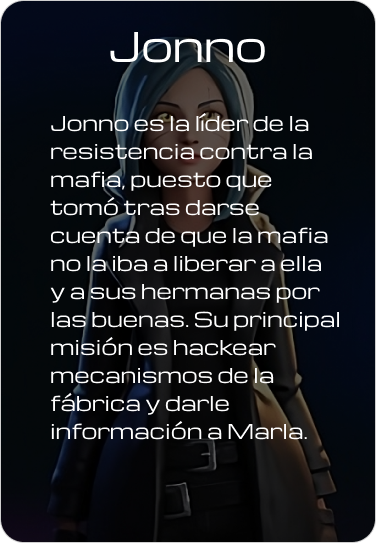 Jonno
Jonno es la líder de la
resistencia contra la
mafia, puesto que
tomó tras darse
cuenta de que la mafia
no la iba a liberar a ella
y a sus hermanas por
las buenas. Su principal
misión es hackear
mecanismos de la
fábrica y darle
información a Marla.